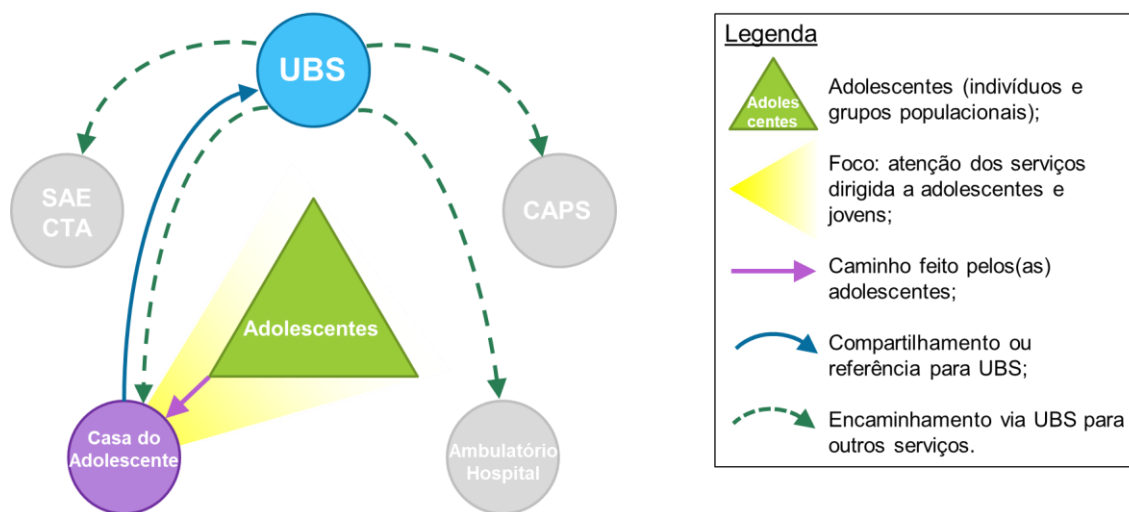 UBS
SAE
CTA
CAPS
Adolescentes
Casa do
Adolescente
Ambulatório
Hospital
Legenda
Adoles
centes
Adolescentes (indivíduos e
grupos populacionais);
Foco: atenção dos serviços
dirigida a adolescentes e
jovens;
Caminho feito pelos(as)
adolescentes;
Compartilhamento ou
referência para UBS;
Encaminhamento via UBS para
outros serviços.